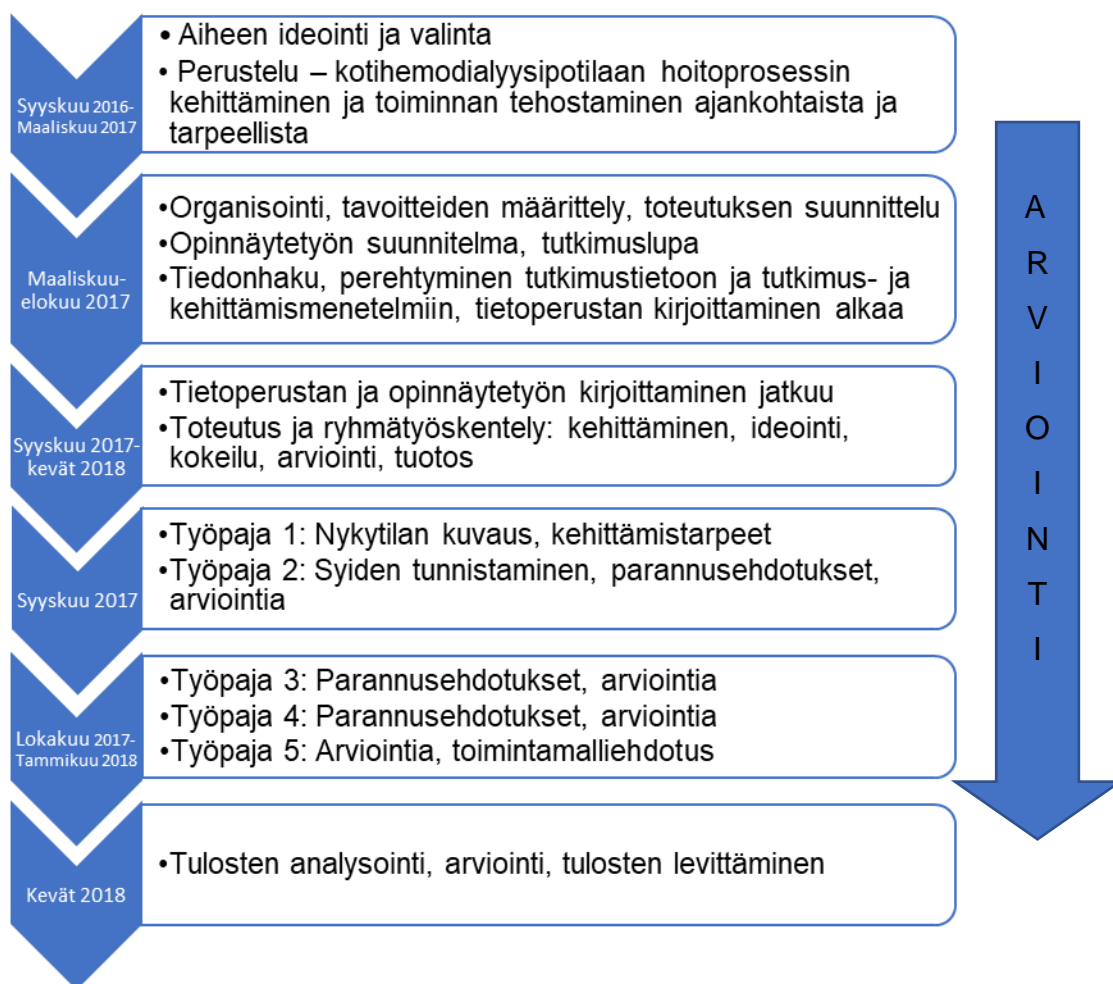 Syyskuu 2016-
Maaliskuu 2017
• Aiheen ideointi ja valinta
• Perustelu – kotihemodialyysipotilaan hoitoprosessin
kehittäminen ja toiminnan tehostaminen ajankohtaista ja
tarpeellista
Maaliskuu-
elokuu 2017
•Organisointi, tavoitteiden määrittely, toteutuksen suunnittelu
•Opinnäytetyön suunnitelma, tutkimuslupa
•Tiedonhaku, perehtyminen tutkimustietoon ja tutkimus- ja
kehittämismenetelmiin, tietoperustan kirjoittaminen alkaa
Syyskuu 2017-
kevät 2018
•Tietoperustan ja opinnäytetyön kirjoittaminen jatkuu
•Toteutus ja ryhmätyöskentely: kehittäminen, ideointi,
kokeilu, arviointi, tuotos
Syyskuu 2017
•Työpaja 1: Nykytilan kuvaus, kehittämistarpeet
•Työpaja 2: Syiden tunnistaminen, parannusehdotukset,
arviointia
Lokakuu 2017-
Tammikuu 2018
•Työpaja 3: Parannusehdotukset, arviointia
•Työpaja 4: Parannusehdotukset, arviointia
•Työpaja 5: Arviointia, toimintamalliehdotus
Kevät 2018
•Tulosten analysointi, arviointi, tulosten levittäminen
A
R
V
I
O
I
N
T
I